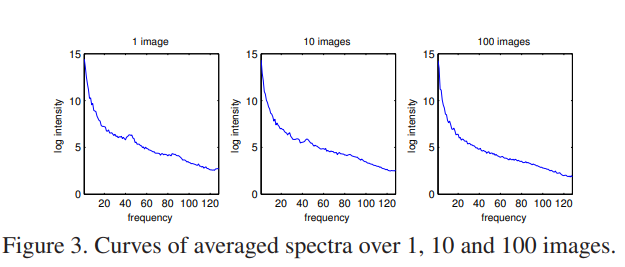 1 image
10 images
100 images
log intensity
15
10
5
0
20 40 60 80 100 120
frequency
log intensity
15
10
5
0
20 40 60 80 100 120
frequency
log intensity
15
10
5
0
20 40 60 80 100 120
frequency
Figure 3. Curves of averaged spectra over 1, 10 and 100 images.